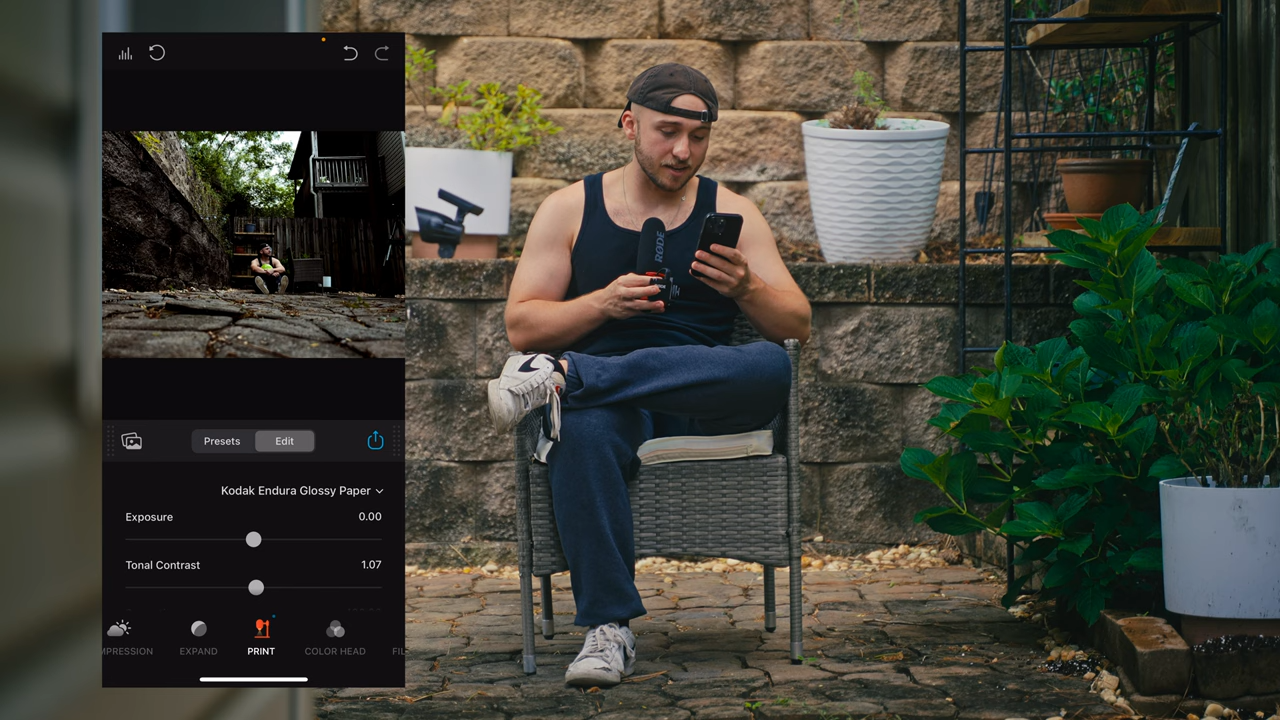 Presets
Edit
Kodak Endura Glossy Paper
Exposure
0.00
Tonal Contrast
1.07
MPRESSION
EXPAND
PRINT
COLOR HEAD
FIL
RØDE